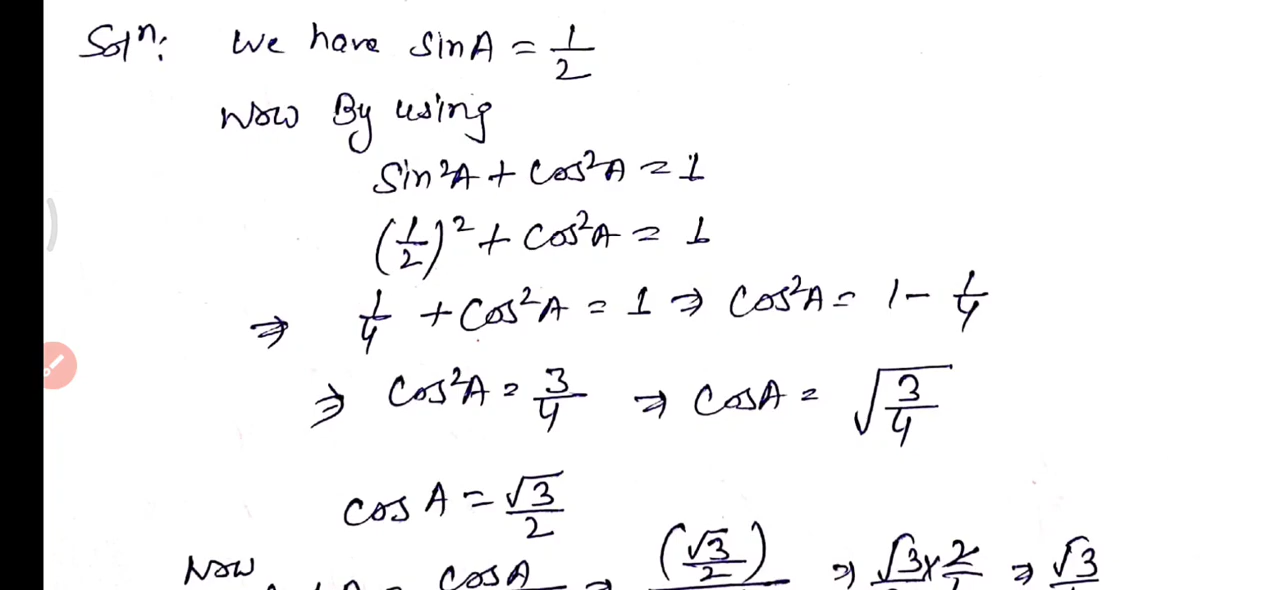 Solⁿ: We have sinA = 1/2
Now By using
Sin²A + Cos²A = 1
(1/2)² + Cos²A = 1
⇒ 1/4 + Cos²A = 1 ⇒ Cos²A = 1 - 1/4
⇒ Cos²A = 3/4 ⇒ CosA = √(3/4)
cos A = √3/2
Now
CosA (√3/2) ⇒ √3 × 2 ⇒ √3